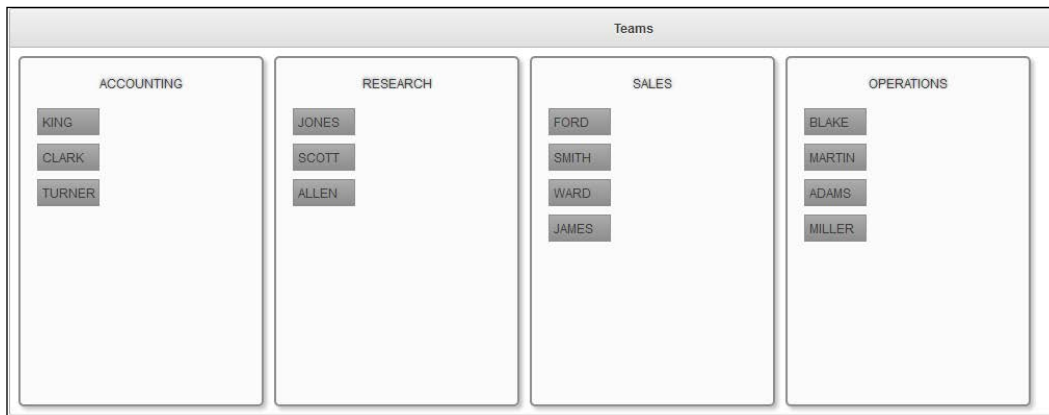 Teams
ACCOUNTING
KING
CLARK
TURNER
RESEARCH
JONES
SCOTT
ALLEN
SALES
FORD
SMITH
WARD
JAMES
OPERATIONS
BLAKE
MARTIN
ADAMS
MILLER